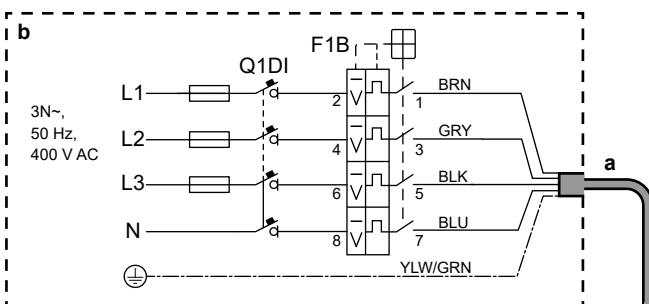 b
F1B
Q1DI
L1
2
1
BRN
3N~,
50 Hz,
400 V AC
L2
4
3
GRY
L3
6
5
BLK
a
N
8
7
BLU
YLW/GRN